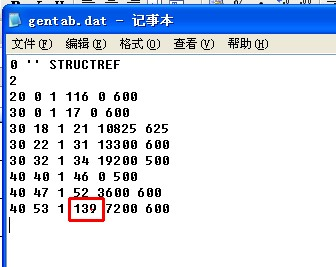 gentab.dat - 记事本
文件(F) 编辑(E) 格式(O) 查看(V) 帮助(H)
0 '' STRUCTREF
2
20 0 1 116 0 600
30 0 1 17 0 600
30 18 1 21 10825 625
30 22 1 31 13300 600
30 32 1 34 19200 500
40 40 1 46 0 500
40 47 1 52 3600 600
40 53 1 139 7200 600